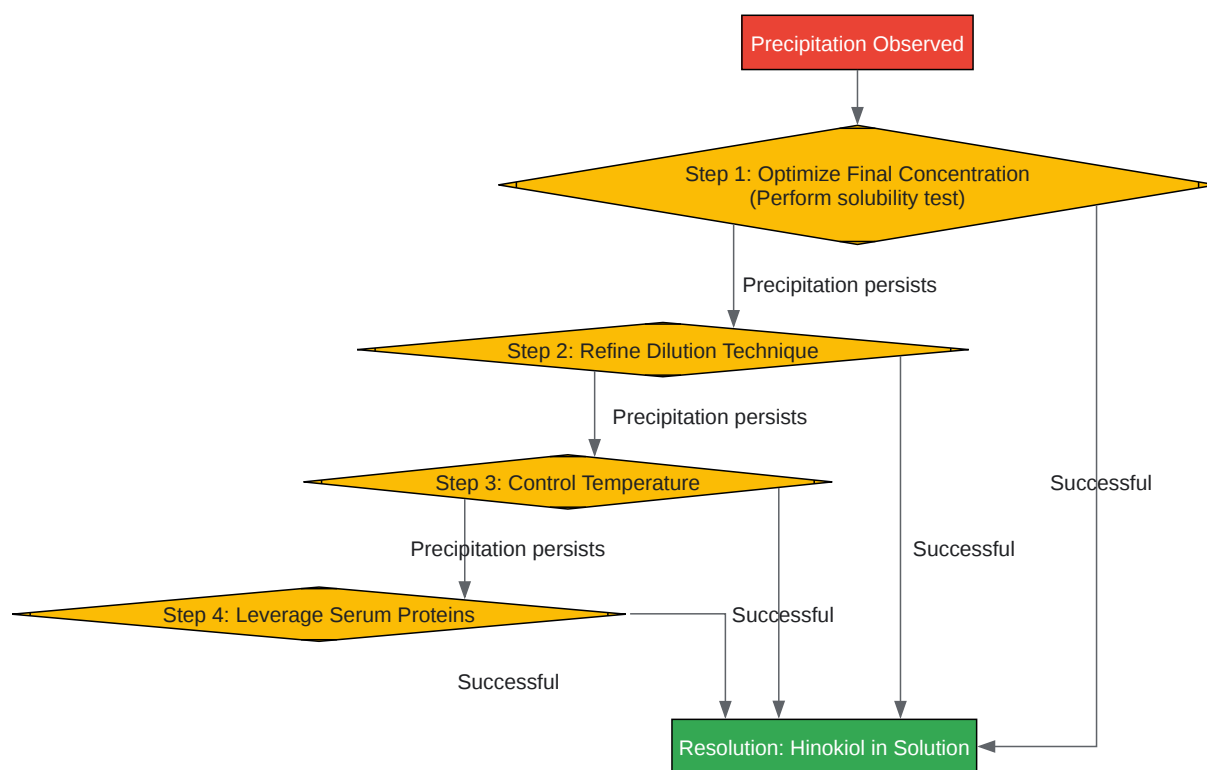 Precipitation Observed
Step 1: Optimize Final Concentration
(Perform solubility test)
Precipitation persists
Step 2: Refine Dilution Technique
Precipitation persists
Step 3: Control Temperature
Successful
Precipitation persists
Successful
Step 4: Leverage Serum Proteins
Successful
Successful
Resolution: Hinokiol in Solution